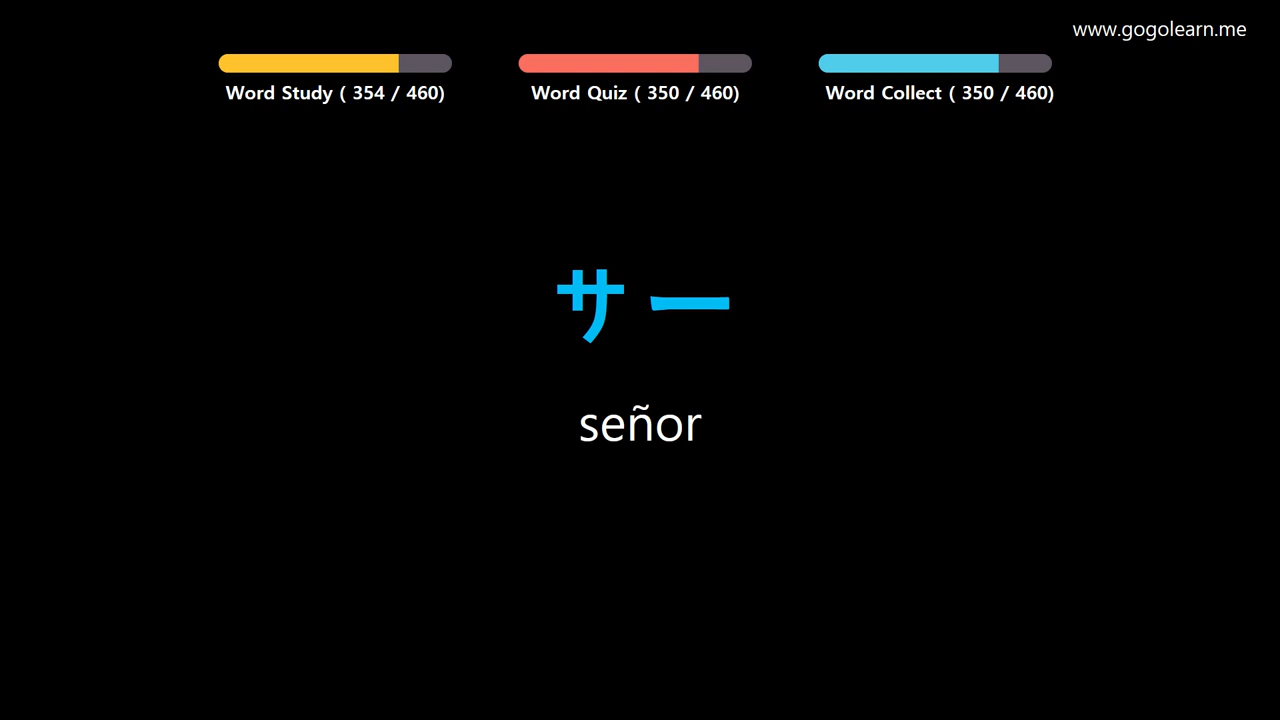 www.gogolearn.me
Word Study ( 354 / 460)
Word Quiz ( 350 / 460)
Word Collect ( 350 / 460)
サー
señor